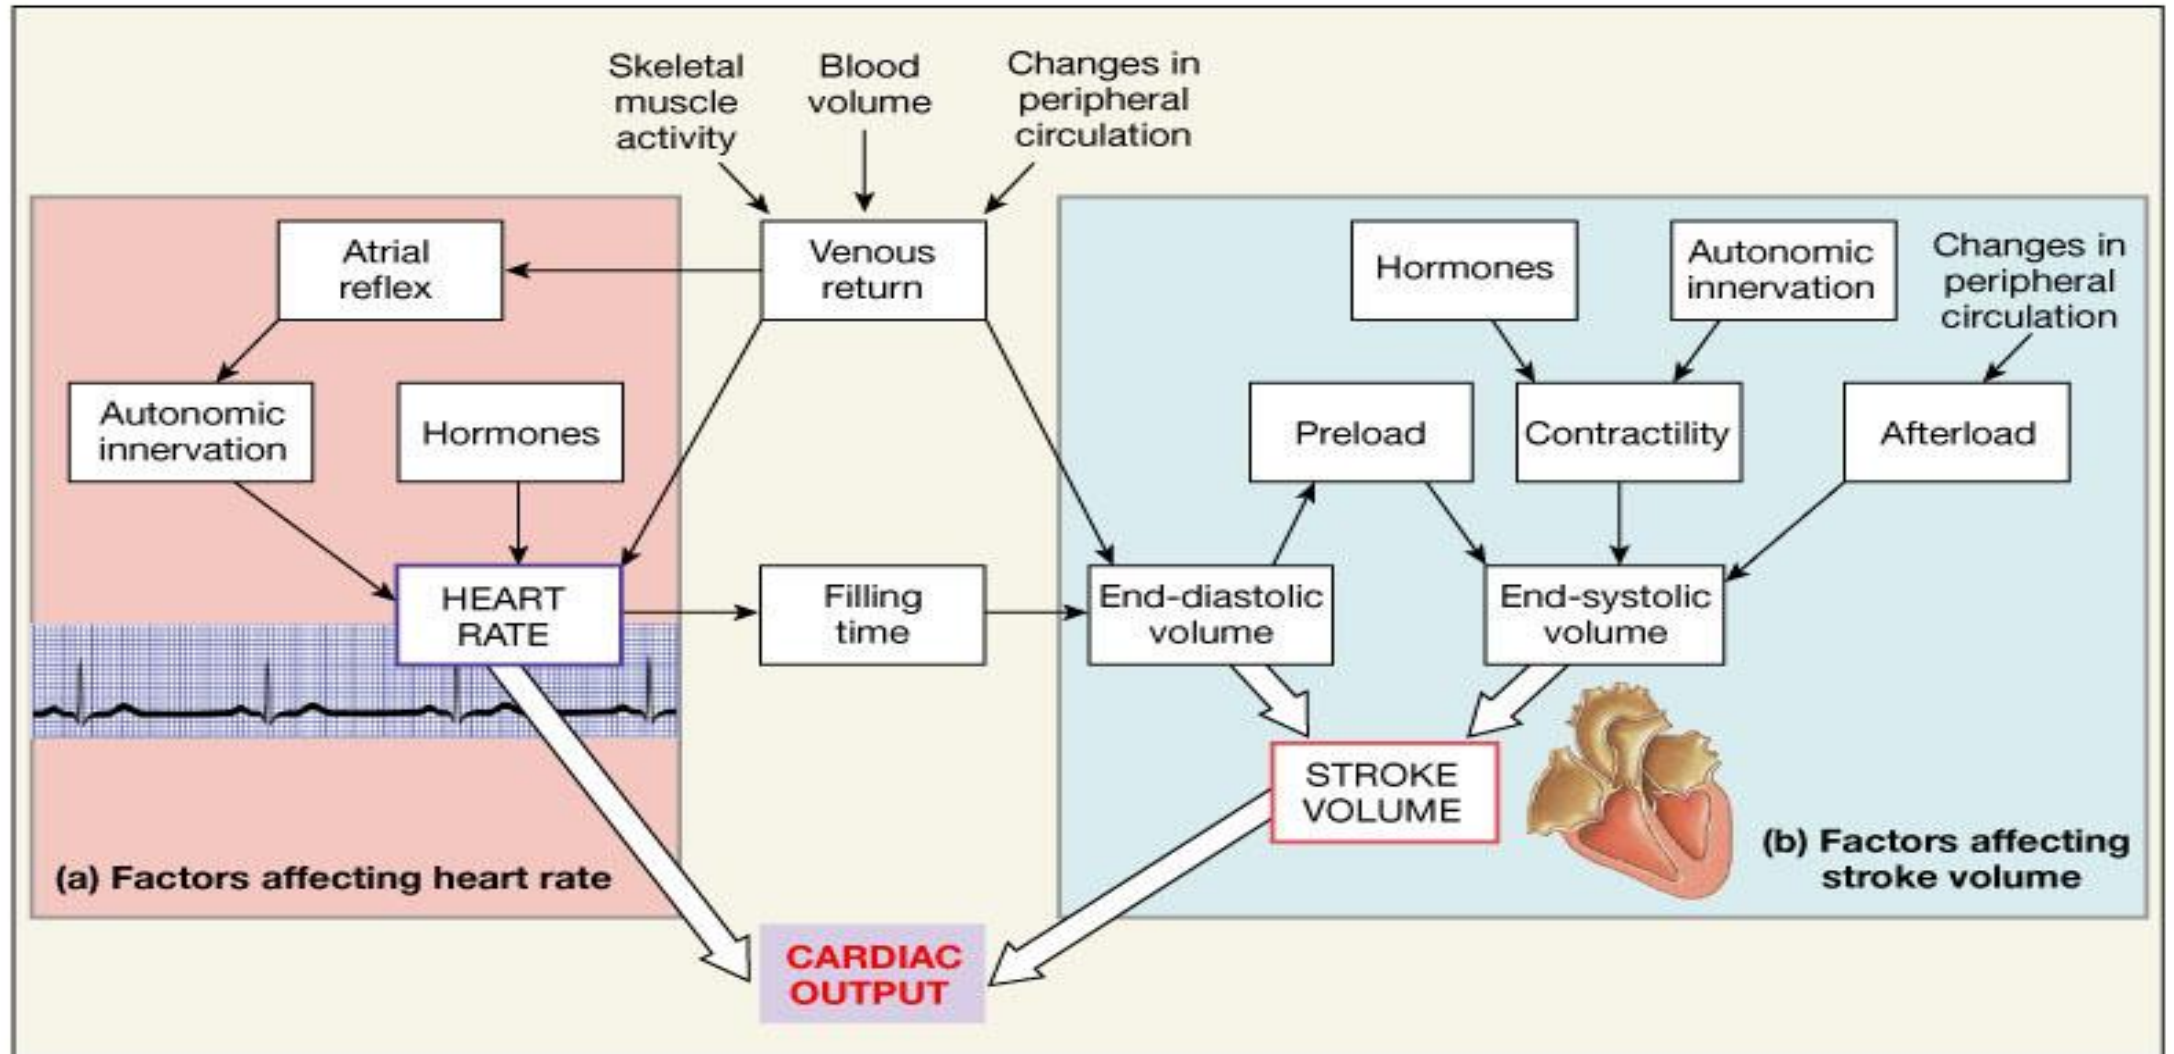 Skeletal
muscle
activity
Blood
volume
Changes in
peripheral
circulation
Atrial
reflex
Venous
return
Hormones
Autonomic
innervation
Changes in
peripheral
circulation
Autonomic
innervation
Hormones
Preload
Contractility
Afterload
HEART
RATE
Filling
time
End-diastolic
volume
End-systolic
volume
STROKE
VOLUME
(a) Factors affecting heart rate
(b) Factors affecting
stroke volume
CARDIAC
OUTPUT